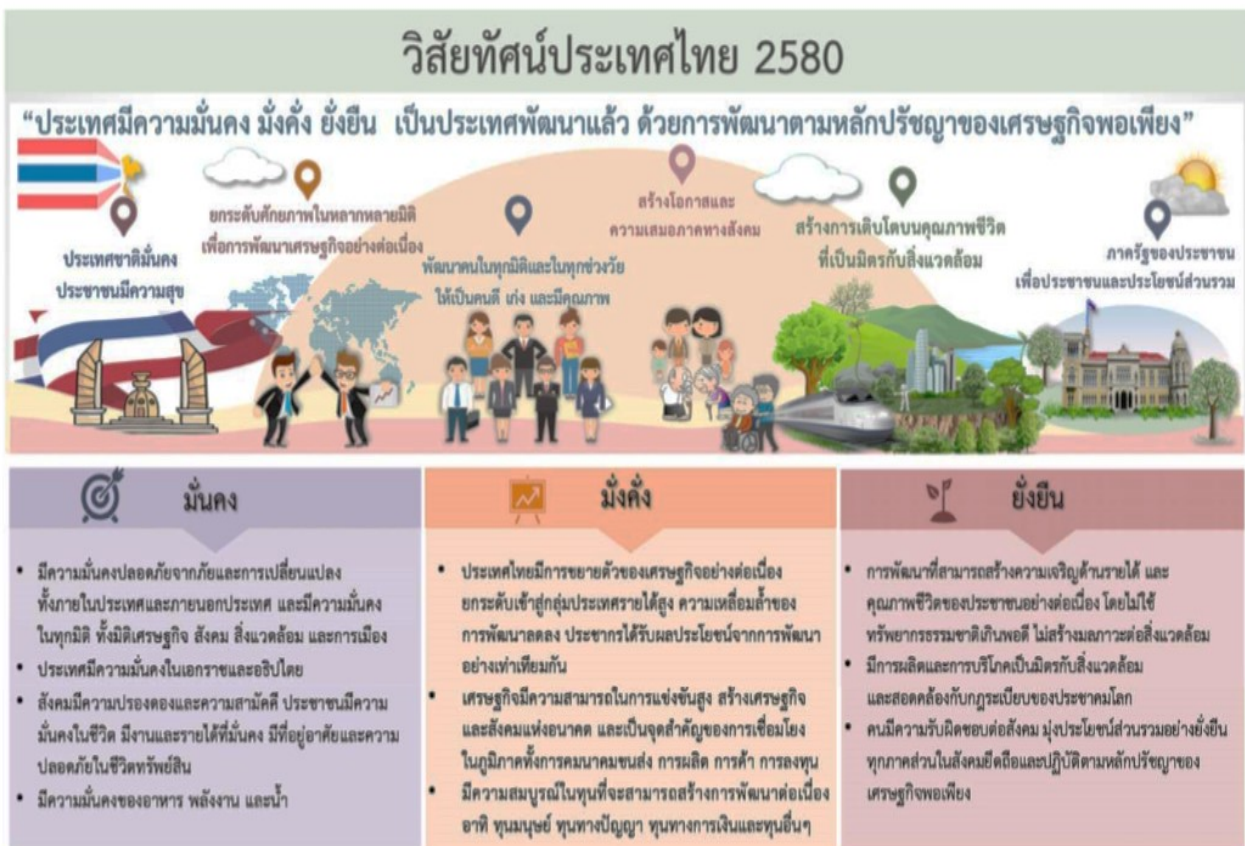 วิสัยทัศน์ประเทศไทย 2580
“ประเทศมีความมั่นคง มั่งคั่ง ยั่งยืน เป็นประเทศพัฒนาแล้ว ด้วยการพัฒนาตามหลักปรัชญาของเศรษฐกิจพอเพียง”
ประเทศชาติมั่นคง
ประชาชนมีความสุข
ยกระดับศักยภาพในหลากหลายมิติ
เพื่อการพัฒนาเศรษฐกิจอย่างต่อเนื่อง
พัฒนาคนในทุกมิติและในทุกช่วงวัย
ให้เป็นคนดี เก่ง และมีคุณภาพ
สร้างโอกาสและ
ความเสมอภาคทางสังคม
สร้างการเติบโตบนคุณภาพชีวิต
ที่เป็นมิตรกับสิ่งแวดล้อม
ภาครัฐของประชาชน
เพื่อประชาชนและประโยชน์ส่วนรวม
มั่นคง
• มีความมั่นคงปลอดภัยจากภัยและการเปลี่ยนแปลง
ทั้งภายในประเทศและภายนอกประเทศ และมีความมั่นคง
ในทุกมิติ ทั้งมิติเศรษฐกิจ สังคม สิ่งแวดล้อม และการเมือง
• ประเทศมีความมั่นคงในเอกราชและอธิปไตย
• สังคมมีความปรองดองและความสามัคคี ประชาชนมีความ
มั่นคงในชีวิต มีงานและรายได้ที่มั่นคง มีที่อยู่อาศัยและความ
ปลอดภัยในชีวิตทรัพย์สิน
• มีความมั่นคงของอาหาร พลังงาน และน้ำ
มั่งคั่ง
• ประเทศไทยมีการขยายตัวของเศรษฐกิจอย่างต่อเนื่อง
ยกระดับเข้าสู่กลุ่มประเทศรายได้สูง ความเหลื่อมล้ำของ
การพัฒนาลดลง ประชากรได้รับผลประโยชน์จากการพัฒนา
อย่างเท่าเทียมกัน
• เศรษฐกิจมีความสามารถในการแข่งขันสูง สร้างเศรษฐกิจ
และสังคมแห่งอนาคต และเป็นจุดสำคัญของการเชื่อมโยง
ในภูมิภาคทั้งการคมนาคมขนส่ง การผลิต การค้า การลงทุน
• มีความสมบูรณ์ในทุนที่จะสามารถสร้างการพัฒนาต่อเนื่อง
อาทิ ทุนมนุษย์ ทุนทางปัญญา ทุนทางการเงินและทุนอื่นๆ
ยั่งยืน
• การพัฒนาที่สามารถสร้างความเจริญด้านรายได้ และ
คุณภาพชีวิตของประชาชนอย่างต่อเนื่อง โดยไม่ใช้
ทรัพยากรธรรมชาติเกินพอดี ไม่สร้างมลภาวะต่อสิ่งแวดล้อม
• มีการผลิตและการบริโภคเป็นมิตรกับสิ่งแวดล้อม
และสอดคล้องกับกฎระเบียบของประชาคมโลก
• คนมีความรับผิดชอบต่อสังคม มุ่งประโยชน์ส่วนรวมอย่างยั่งยืน
ทุกภาคส่วนในสังคมยึดถือและปฏิบัติตามหลักปรัชญาของ
เศรษฐกิจพอเพียง